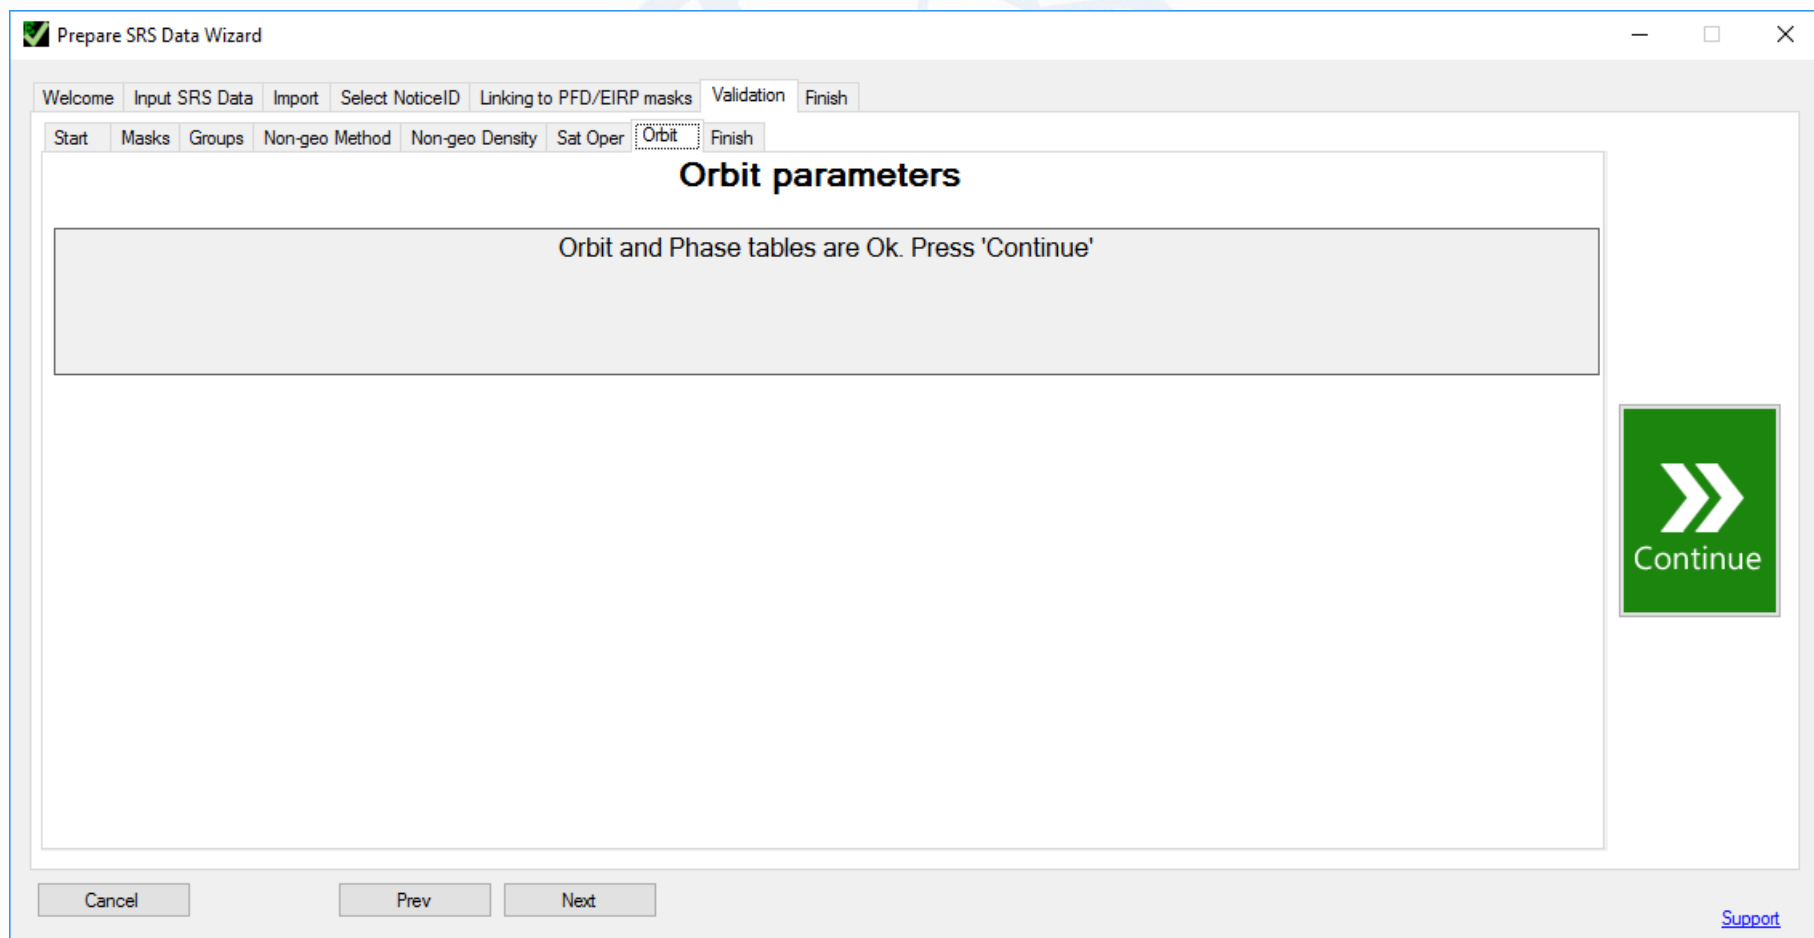 Prepare SRS Data Wizard
Welcome Input SRS Data Import Select NoticeID Linking to PFD/EIRP masks Validation Finish
Start Masks Groups Non-geo Method Non-geo Density Sat Oper Orbit Finish
Orbit parameters
Orbit and Phase tables are Ok. Press 'Continue'
Continue
Cancel Prev Next
Support